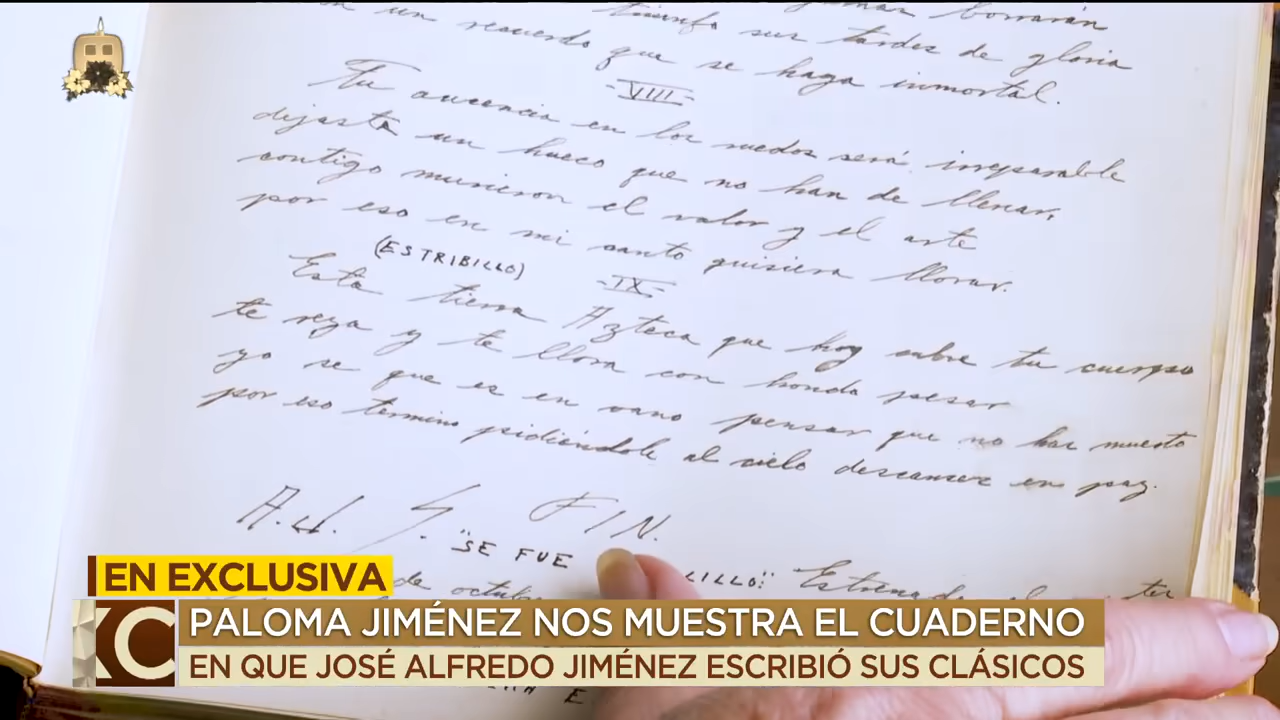 borrarán
un recuerdo triunfo sus tardes de gloria
que se haga inmortal.
-VIII-
Tu ausencia en los ruedos será irreparable
dejaste un hueco que no han de llenar,
contigo murieron el valor y el arte
por eso en mi canto quisiera llorar.
(ESTRIBILLO)
-IX-
Esta tierra Azteca que hoy cubre tu cuerpo
te reza y te llora con hondo pesar
yo se que es en vano pensar que no has muerto
por eso termino pidiéndole al cielo descanses en paz.
A.J. FIN.
"SE FUE LILLO:" Estrenada
de octubre
EN EXCLUSIVA
KC
PALOMA JIMÉNEZ NOS MUESTRA EL CUADERNO
EN QUE JOSÉ ALFREDO JIMÉNEZ ESCRIBIÓ SUS CLÁSICOS